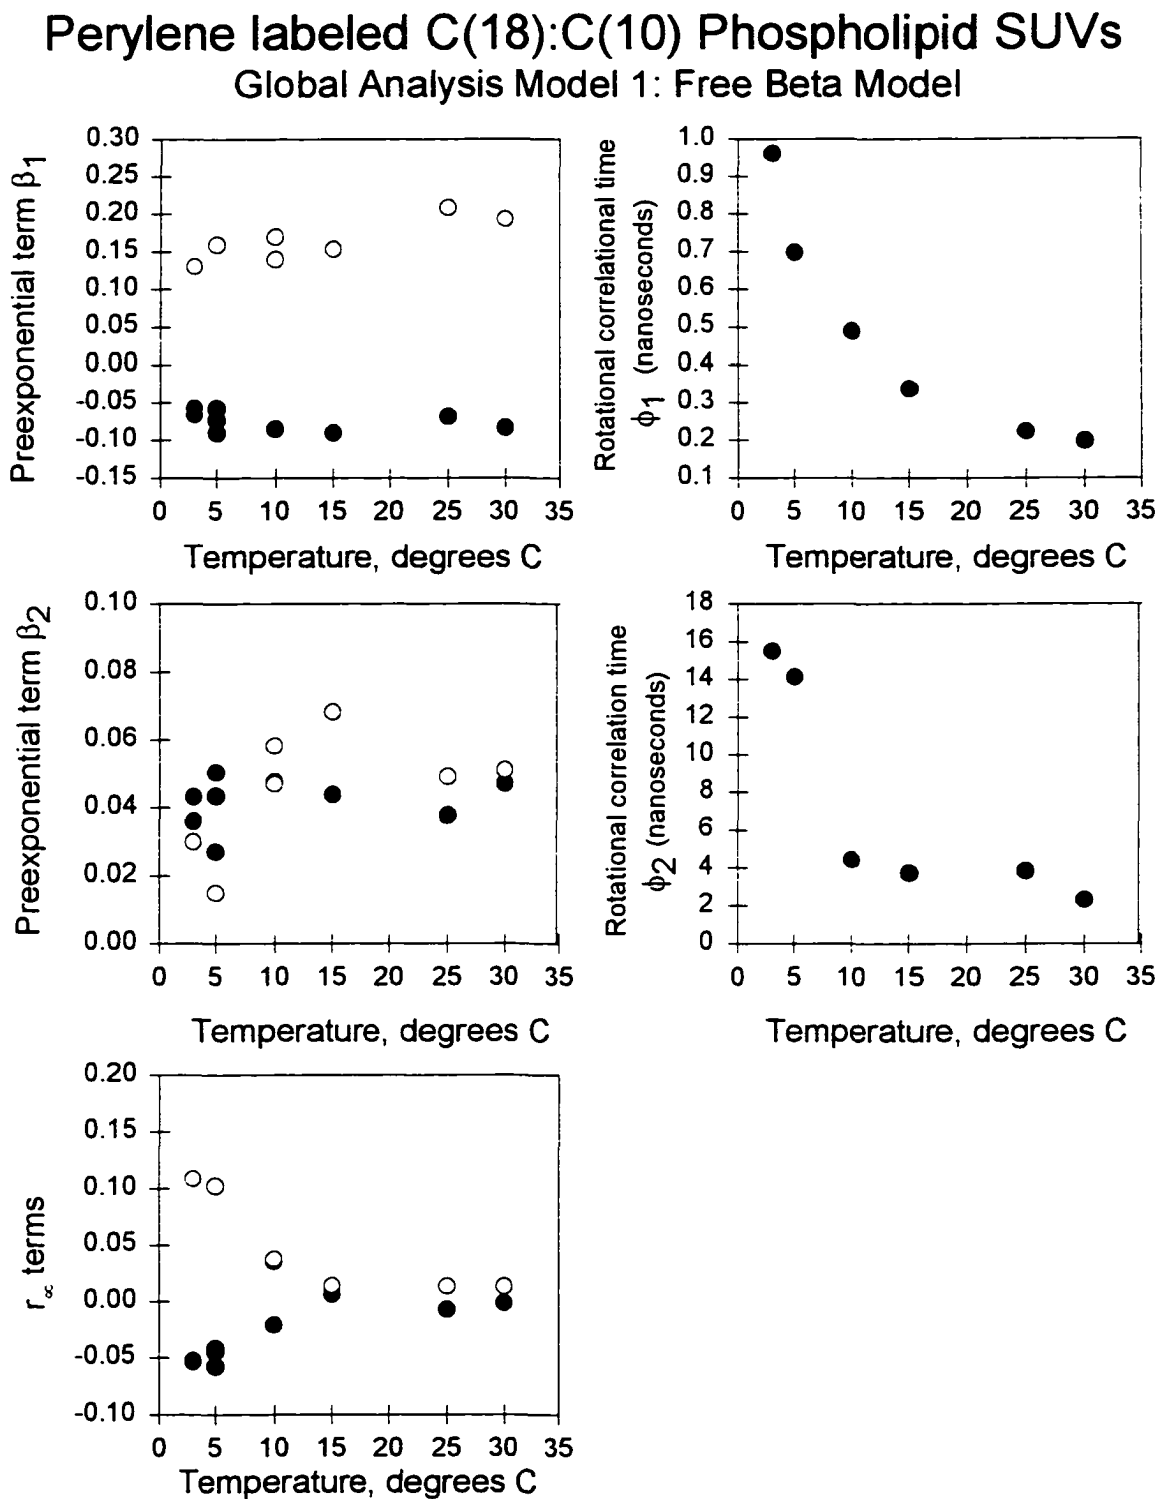 Perylene labeled C(18):C(10) Phospholipid SUVs
Global Analysis Model 1: Free Beta Model
Preexponential term β1
0.30
0.25
0.20
0.15
0.10
0.05
0.00
-0.05
-0.10
-0.15
0 5 10 15 20 25 30 35
Temperature, degrees C
Rotational correlational time
ϕ1 (nanoseconds)
1.0
0.9
0.8
0.7
0.6
0.5
0.4
0.3
0.2
0.1
0 5 10 15 20 25 30 35
Temperature, degrees C
Preexponential term β2
0.10
0.08
0.06
0.04
0.02
0.00
0 5 10 15 20 25 30 35
Temperature, degrees C
Rotational correlation time
ϕ2 (nanoseconds)
18
16
14
12
10
8
6
4
2
0
0 5 10 15 20 25 30 35
Temperature, degrees C
r∝ terms
0.20
0.15
0.10
0.05
0.00
-0.05
-0.10
0 5 10 15 20 25 30 35
Temperature, degrees C